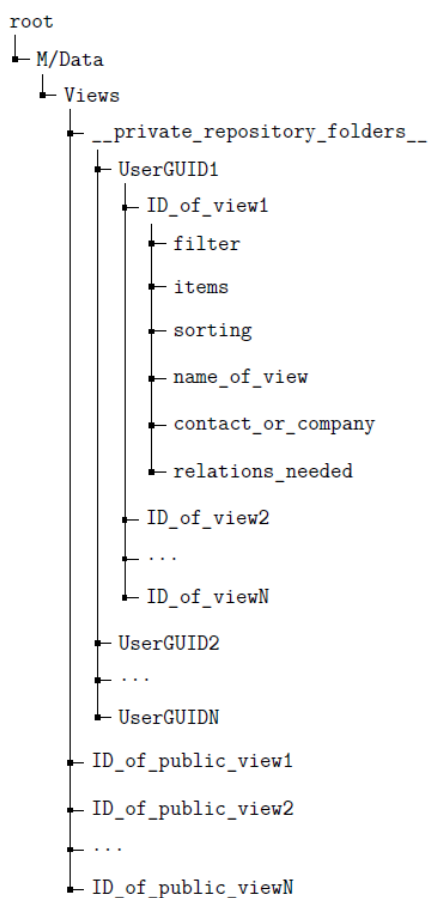 root
M/Data
Views
__private_repository_folders__
UserGUID1
ID_of_view1
filter
items
sorting
name_of_view
contact_or_company
relations_needed
ID_of_view2
...
ID_of_viewN
UserGUID2
...
UserGUIDN
ID_of_public_view1
ID_of_public_view2
...
ID_of_public_viewN